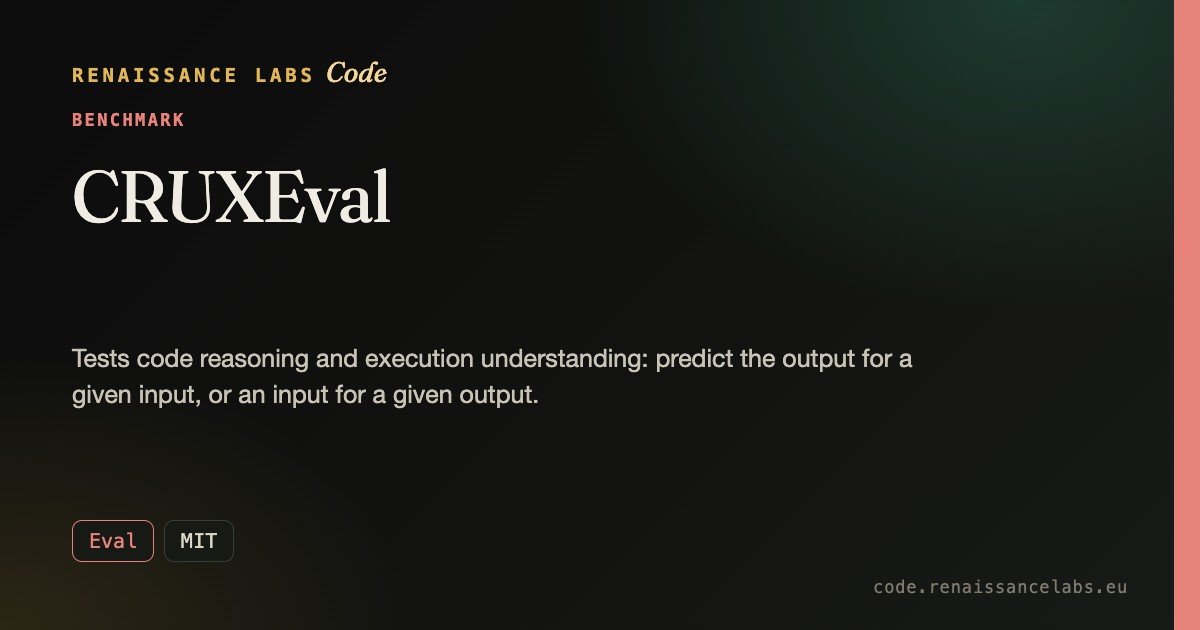 RENAISSANCE LABS Code
BENCHMARK
CRUXEval
Tests code reasoning and execution understanding: predict the output for a
given input, or an input for a given output.
Eval MIT
code.renaissancelabs.eu